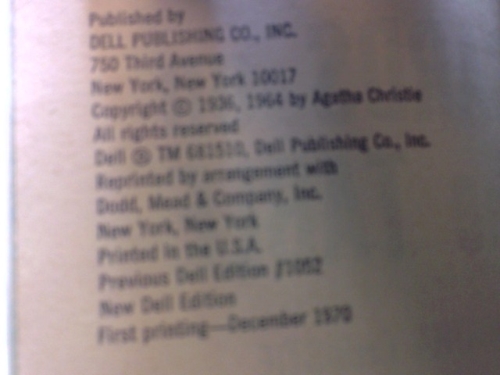 Published by
DELL PUBLISHING CO., INC.
750 Third Avenue
New York, New York 10017
Copyright © 1936, 1964 by Agatha Christie
All rights reserved
Dell ® TM 681510, Dell Publishing Co., Inc.
Reprinted by arrangement with
Dodd, Mead & Company, Inc.
New York, New York
Printed in the U.S.A.
Previous Dell Edition #1052
New Dell Edition
First printing—December 1970